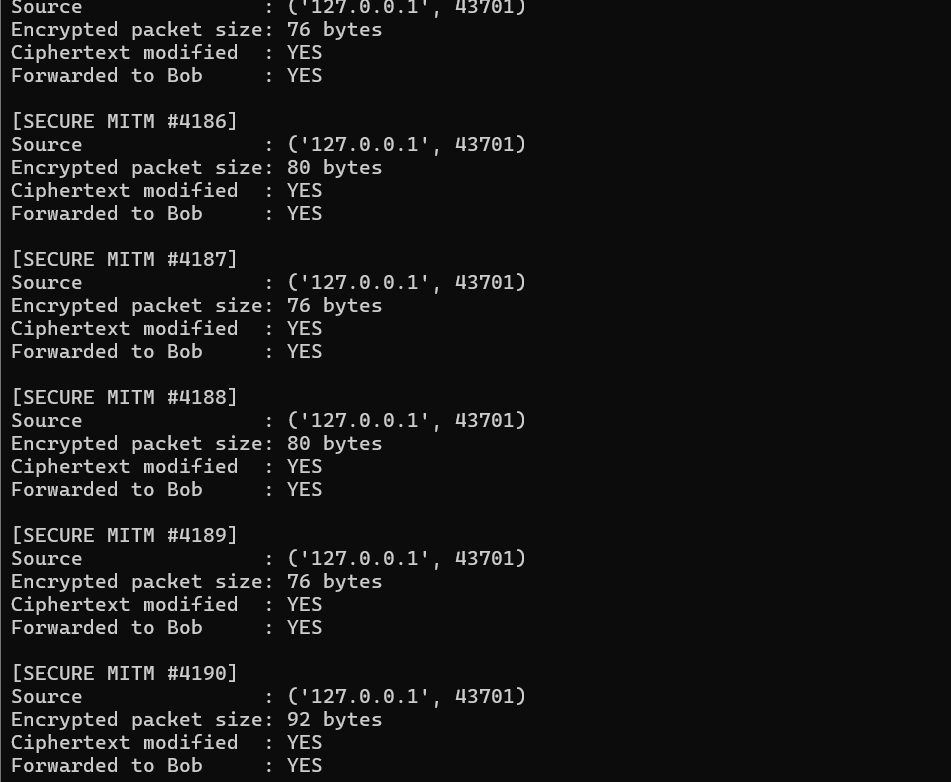 Source               : ('127.0.0.1', 43701)
Encrypted packet size: 76 bytes
Ciphertext modified  : YES
Forwarded to Bob     : YES

[SECURE MITM #4186]
Source               : ('127.0.0.1', 43701)
Encrypted packet size: 80 bytes
Ciphertext modified  : YES
Forwarded to Bob     : YES

[SECURE MITM #4187]
Source               : ('127.0.0.1', 43701)
Encrypted packet size: 76 bytes
Ciphertext modified  : YES
Forwarded to Bob     : YES

[SECURE MITM #4188]
Source               : ('127.0.0.1', 43701)
Encrypted packet size: 80 bytes
Ciphertext modified  : YES
Forwarded to Bob     : YES

[SECURE MITM #4189]
Source               : ('127.0.0.1', 43701)
Encrypted packet size: 76 bytes
Ciphertext modified  : YES
Forwarded to Bob     : YES

[SECURE MITM #4190]
Source               : ('127.0.0.1', 43701)
Encrypted packet size: 92 bytes
Ciphertext modified  : YES
Forwarded to Bob     : YES